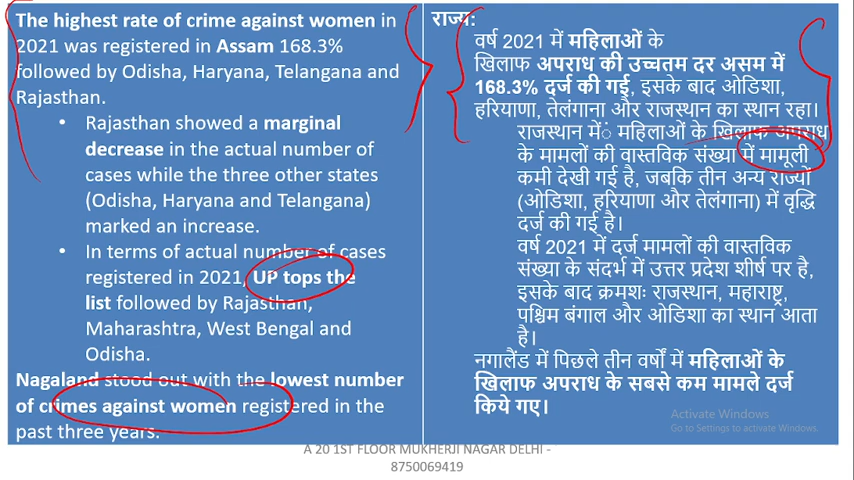 The highest rate of crime against women in
2021 was registered in Assam 168.3%
followed by Odisha, Haryana, Telangana and
Rajasthan.
• Rajasthan showed a marginal
decrease in the actual number of
cases while the three other states
(Odisha, Haryana and Telangana)
marked an increase.
• In terms of actual number of cases
registered in 2021, UP tops the
list followed by Rajasthan,
Maharashtra, West Bengal and
Odisha.
Nagaland stood out with the lowest number
of crimes against women registered in the
past three years.
राज्य:
वर्ष 2021 में महिलाओं के
खिलाफ अपराध की उच्चतम दर असम में
168.3% दर्ज की गई, इसके बाद ओडिशा,
हरियाणा, तेलंगाना और राजस्थान का स्थान रहा।
राजस्थान में​ं महिलाओं के खिलाफ अपराध
के मामलों की वास्तविक संख्या में मामूली
कमी देखी गई है, जबकि तीन अन्य राज्यों
(ओडिशा, हरियाणा और तेलंगाना) में वृद्धि
दर्ज की गई है।
वर्ष 2021 में दर्ज मामलों की वास्तविक
संख्या के संदर्भ में उत्तर प्रदेश शीर्ष पर है,
इसके बाद क्रमशः राजस्थान, महाराष्ट्र,
पश्चिम बंगाल और ओडिशा का स्थान आता
है।
नगालैंड में पिछले तीन वर्षों में महिलाओं के
खिलाफ अपराध के सबसे कम मामले दर्ज
किये गए।
Activate Windows
Go to Settings to activate Windows.
A 20 1ST FLOOR MUKHERJI NAGAR DELHI -
8750069419